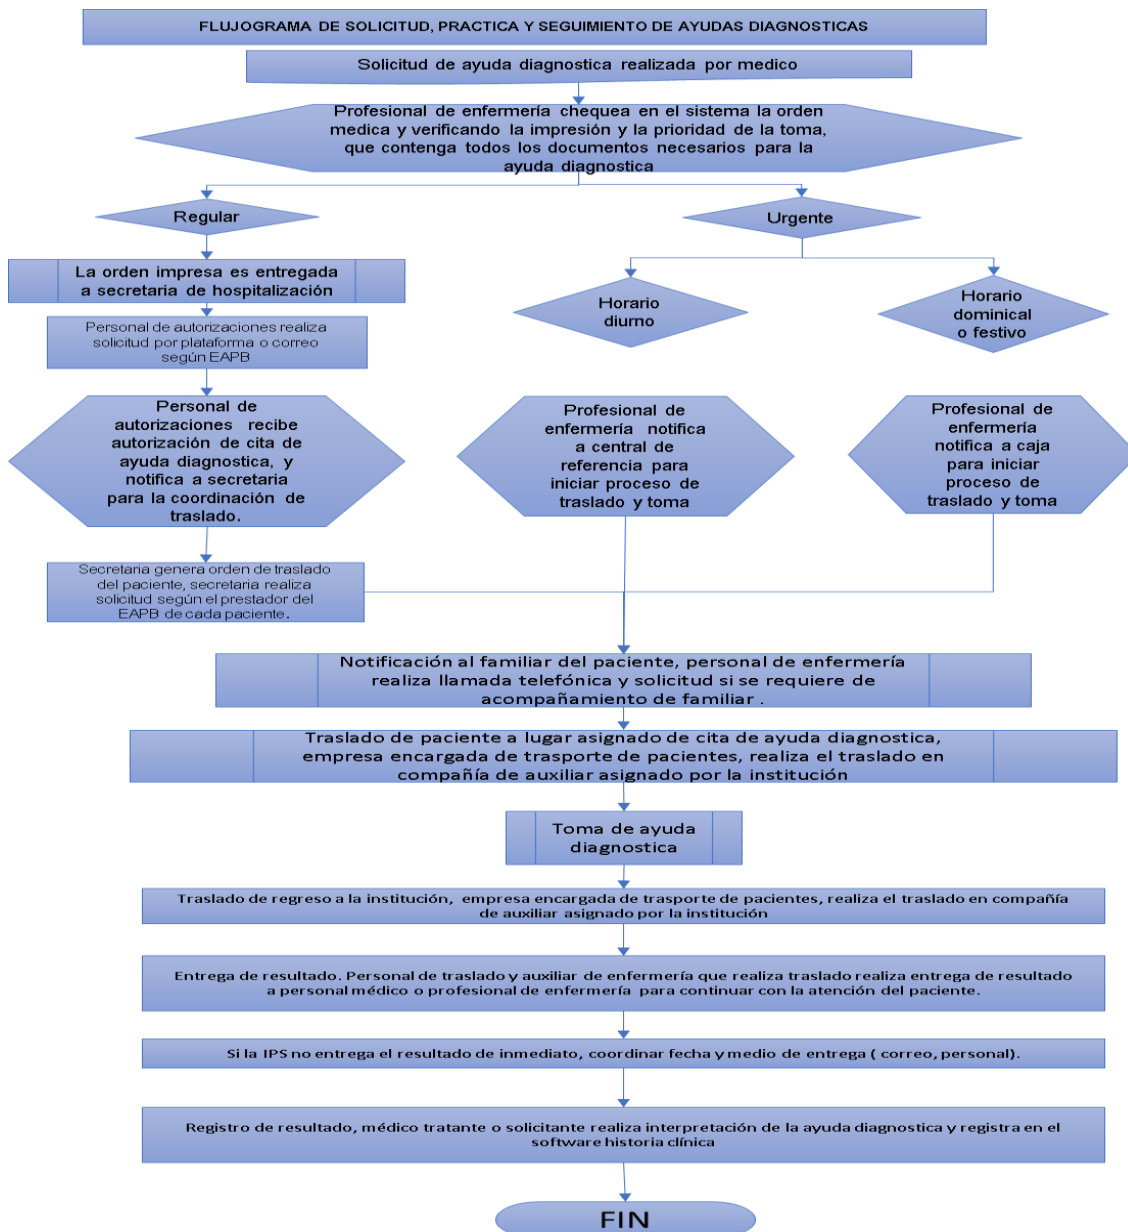 FLUJOGRAMA DE SOLICITUD, PRACTICA Y SEGUIMIENTO DE AYUDAS DIAGNOSTICAS
Solicitud de ayuda diagnostica realizada por medico
Profesional de enfermería chequea en el sistema la orden
medica y verificando la impresión y la prioridad de la toma,
que contenga todos los documentos necesarios para la
ayuda diagnostica
Regular
Urgente
La orden impresa es entregada
a secretaria de hospitalización
Horario
diurno
Horario
dominical
o festivo
Personal de autorizaciones realiza
solicitud por plataforma o correo
según EAPB
Personal de
autorizaciones recibe
autorización de cita de
ayuda diagnostica, y
notifica a secretaria
para la coordinación de
traslado.
Profesional de
enfermería notifica
a central de
referencia para
iniciar proceso de
traslado y toma
Profesional de
enfermería
notifica a caja
para iniciar
proceso de
traslado y toma
Secretaria genera orden de traslado
del paciente, secretaria realiza
solicitud según el prestador del
EAPB de cada paciente.
Notificación al familiar del paciente, personal de enfermería
realiza llamada telefónica y solicitud si se requiere de
acompañamiento de familiar .
Traslado de paciente a lugar asignado de cita de ayuda diagnostica,
empresa encargada de trasporte de pacientes, realiza el traslado en
compañía de auxiliar asignado por la institución
Toma de ayuda
diagnostica
Traslado de regreso a la institución, empresa encargada de trasporte de pacientes, realiza el traslado en compañía
de auxiliar asignado por la institución
Entrega de resultado. Personal de traslado y auxiliar de enfermería que realiza traslado realiza entrega de resultado
a personal médico o profesional de enfermería para continuar con la atención del paciente.
Si la IPS no entrega el resultado de inmediato, coordinar fecha y medio de entrega ( correo, personal).
Registro de resultado, médico tratante o solicitante realiza interpretación de la ayuda diagnostica y registra en el
software historia clínica
FIN